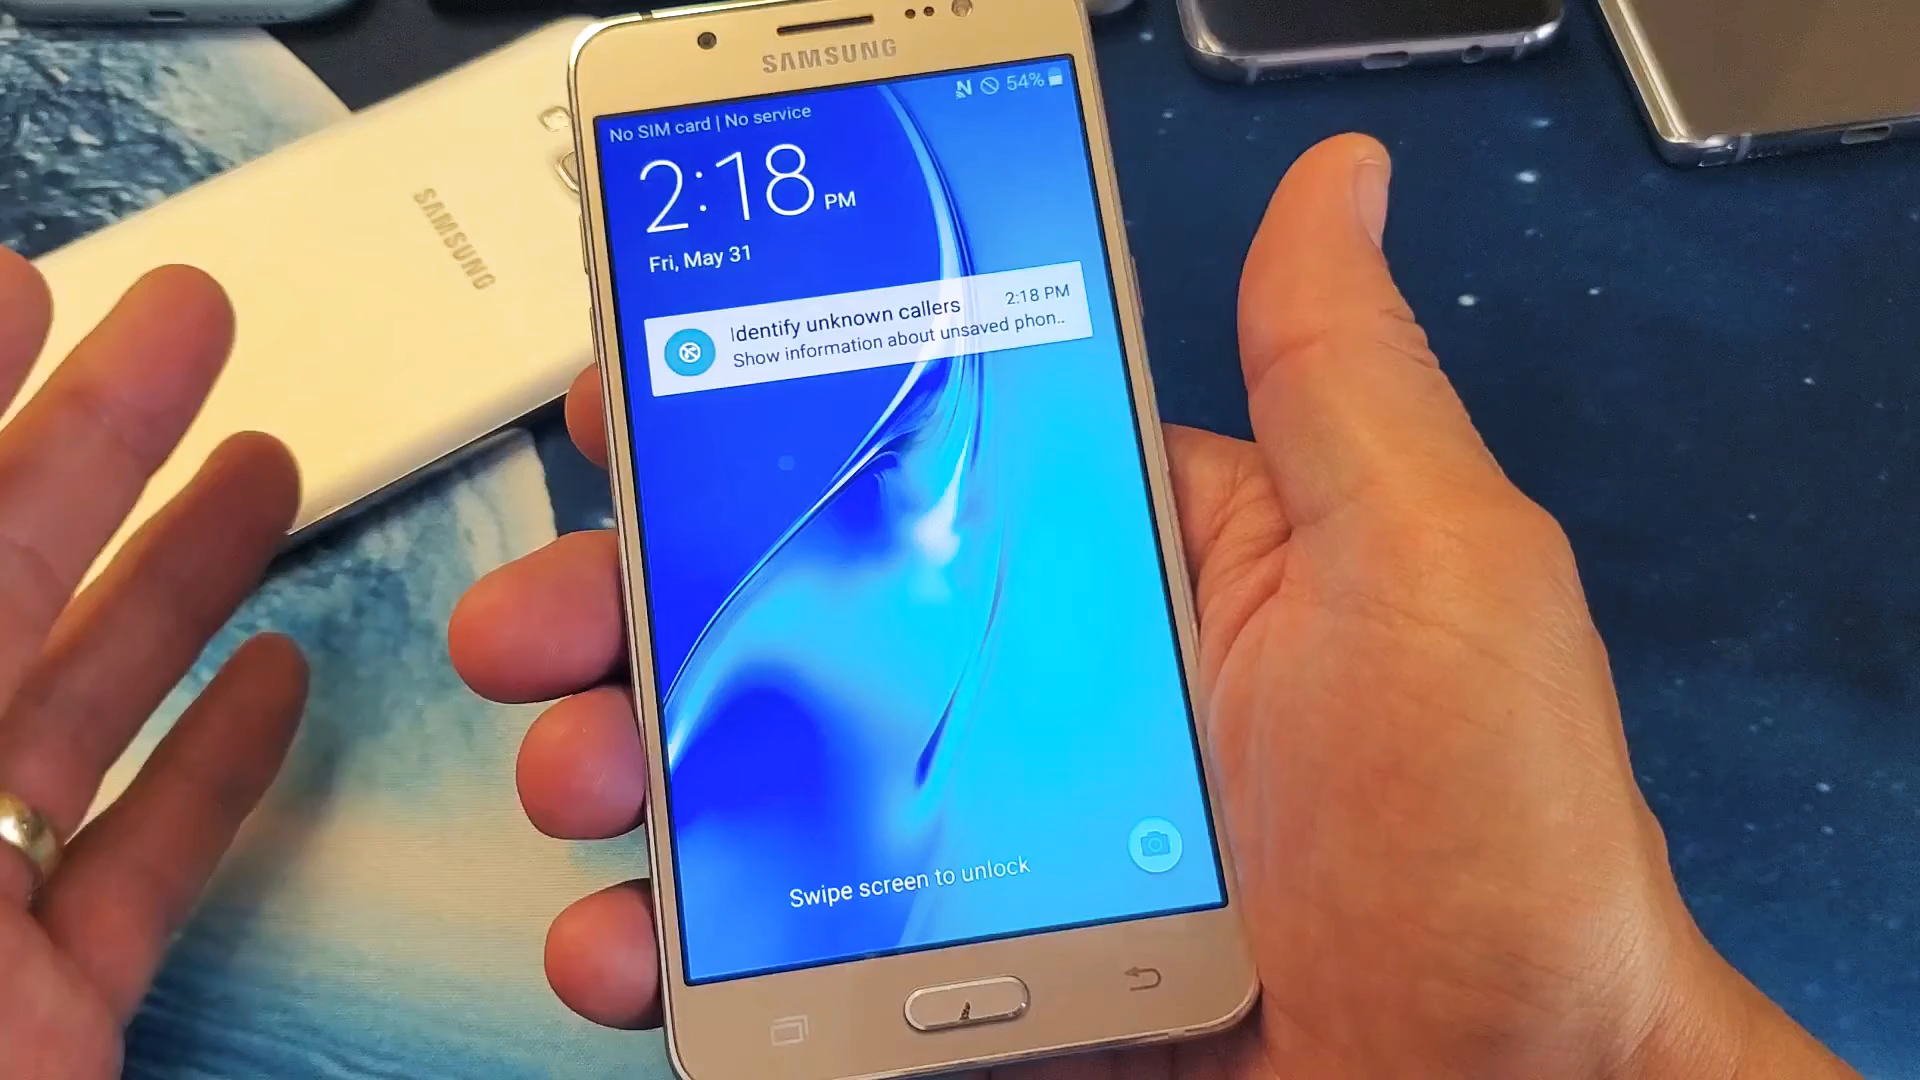 SAMSUNG
No SIM card | No service
54%
2:18 PM
Fri, May 31
Identify unknown callers
2:18 PM
Show information about unsaved phon..
Swipe screen to unlock
SAMSUNG